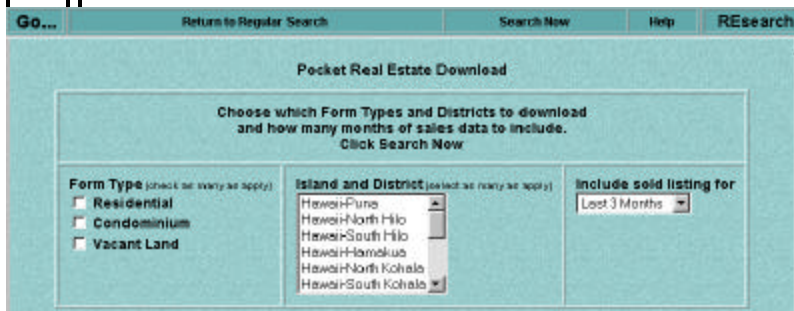 Go... Return to Regular Search Search Now Help REsearch
Pocket Real Estate Download
Choose which Form Types and Districts to download
and how many months of sales data to include.
Click Search Now
Form Type (check as many as apply)
Residential
Condominium
Vacant Land
Island and District (select as many as apply)
Hawaii-Puna
Hawaii-North Hilo
Hawaii-South Hilo
Hawaii-Hamakua
Hawaii-North Kohala
Hawaii-South Kohala
Include sold listing for
Last 3 Months